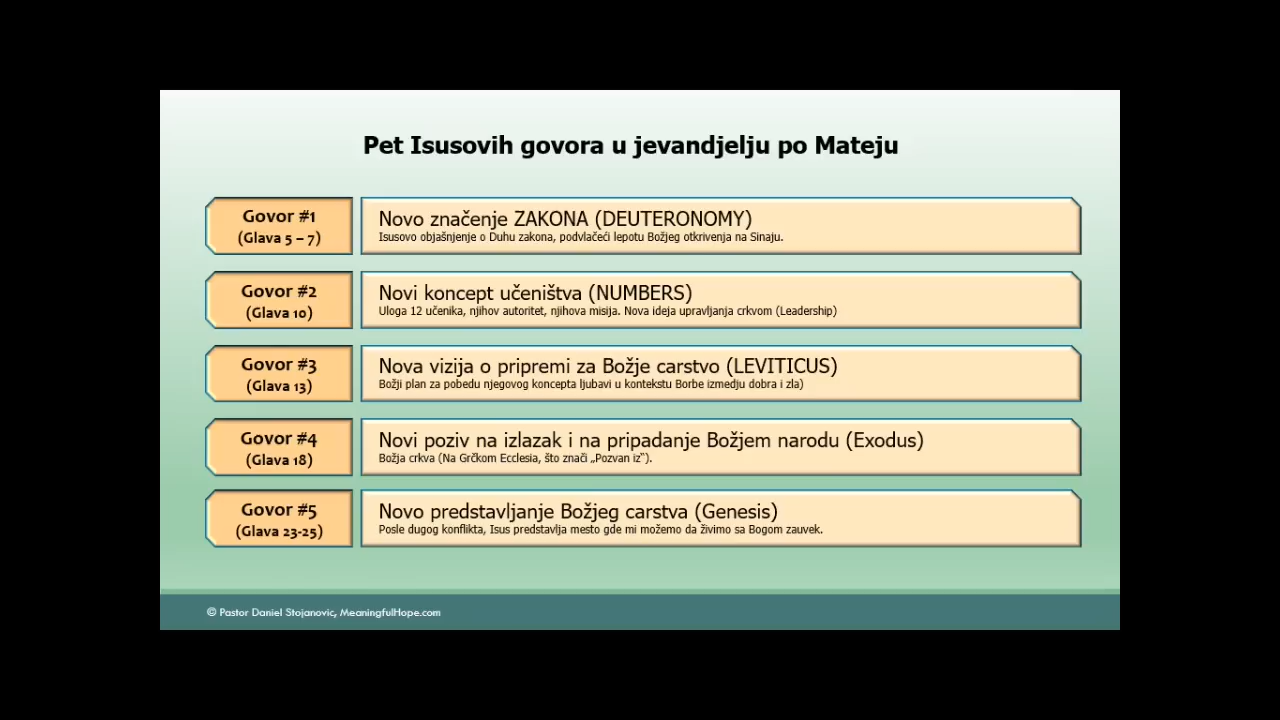 Pet Isusovih govora u jevandjelju po Mateju
Govor #1
(Glava 5 – 7)
Novo značenje ZAKONA (DEUTERONOMY)
Isusovo objašnjenje o Duhu zakona, podvlačeći lepotu Božjeg otkrivenja na Sinaju.
Govor #2
(Glava 10)
Novi koncept učeništva (NUMBERS)
Uloga 12 učenika, njihov autoritet, njihova misija. Nova ideja upravljanja crkvom (Leadership)
Govor #3
(Glava 13)
Nova vizija o pripremi za Božje carstvo (LEVITICUS)
Božji plan za pobedu njegovog koncepta ljubavi u kontekstu Borbe izmedju dobra i zla)
Govor #4
(Glava 18)
Novi poziv na izlazak i na pripadanje Božjem narodu (Exodus)
Božja crkva (Na Grčkom Ecclesia, što znači „Pozvan iz“).
Govor #5
(Glava 23-25)
Novo predstavljanje Božjeg carstva (Genesis)
Posle dugog konflikta, Isus predstavlja mesto gde mi možemo da živimo sa Bogom zauvek.
© Pastor Daniel Stojanovic, MeaningfulHope.com